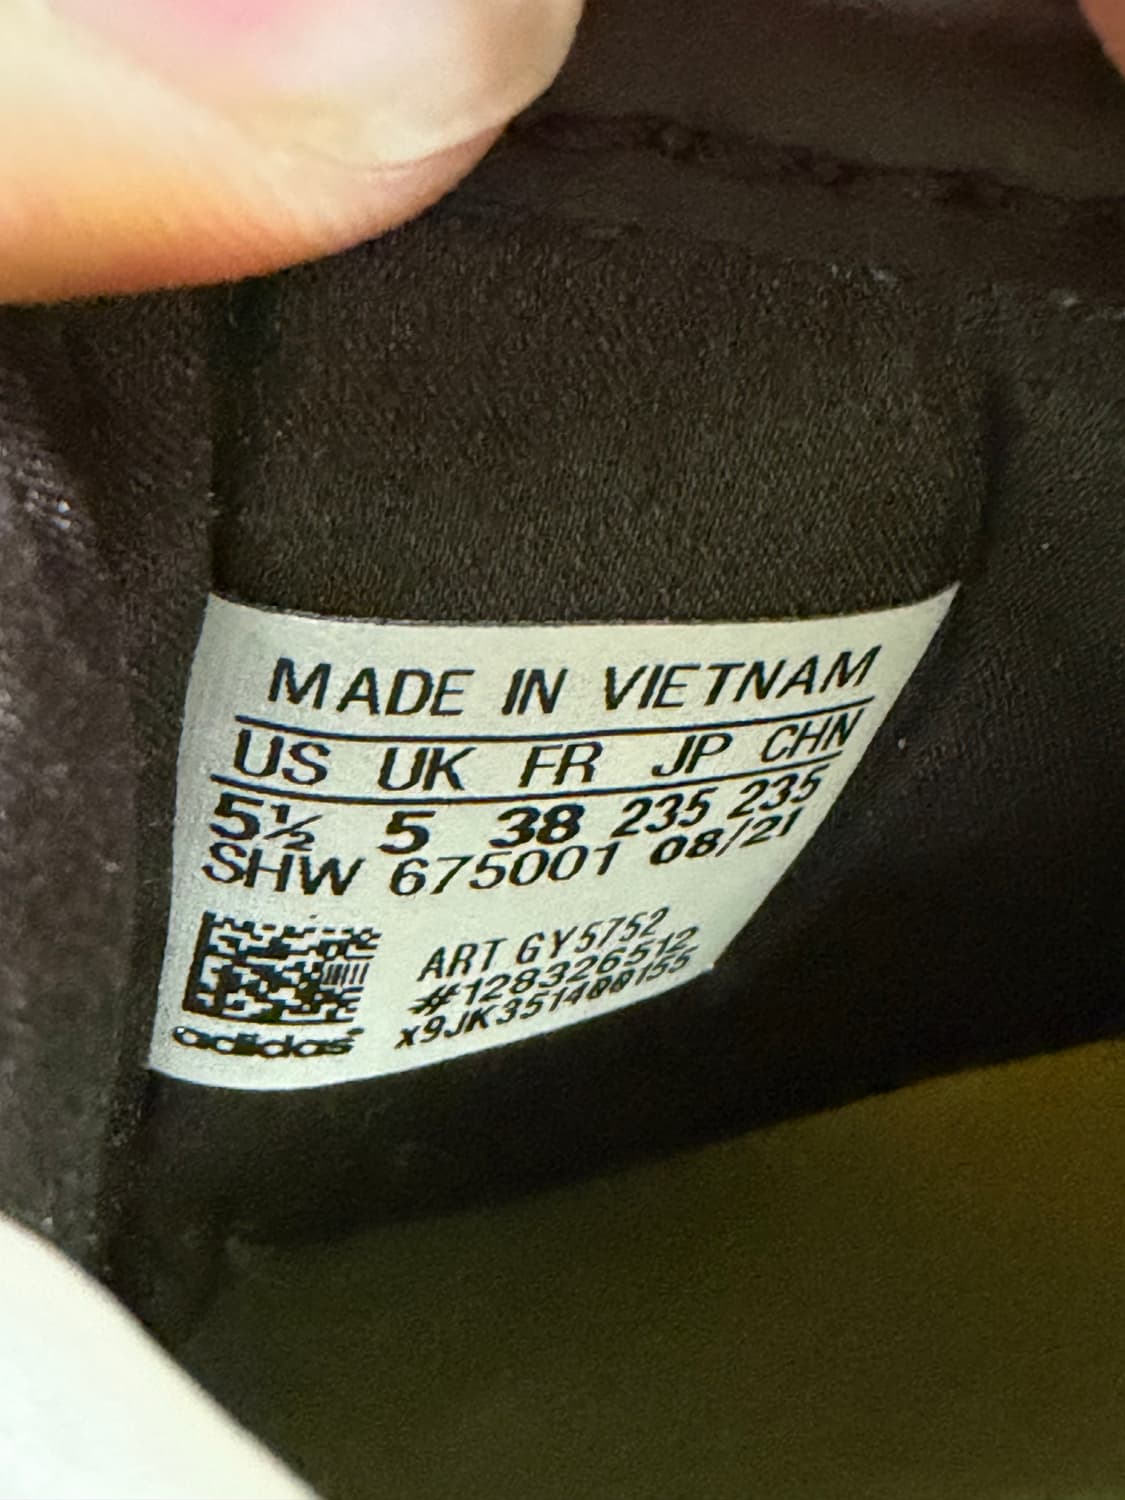 MADE IN VIETNAM
US UK FR JP CHN
5½ 5 38 235 235
SHW 675001 08/21
ART GY5752
#128326512
x9JK351400155
adidas